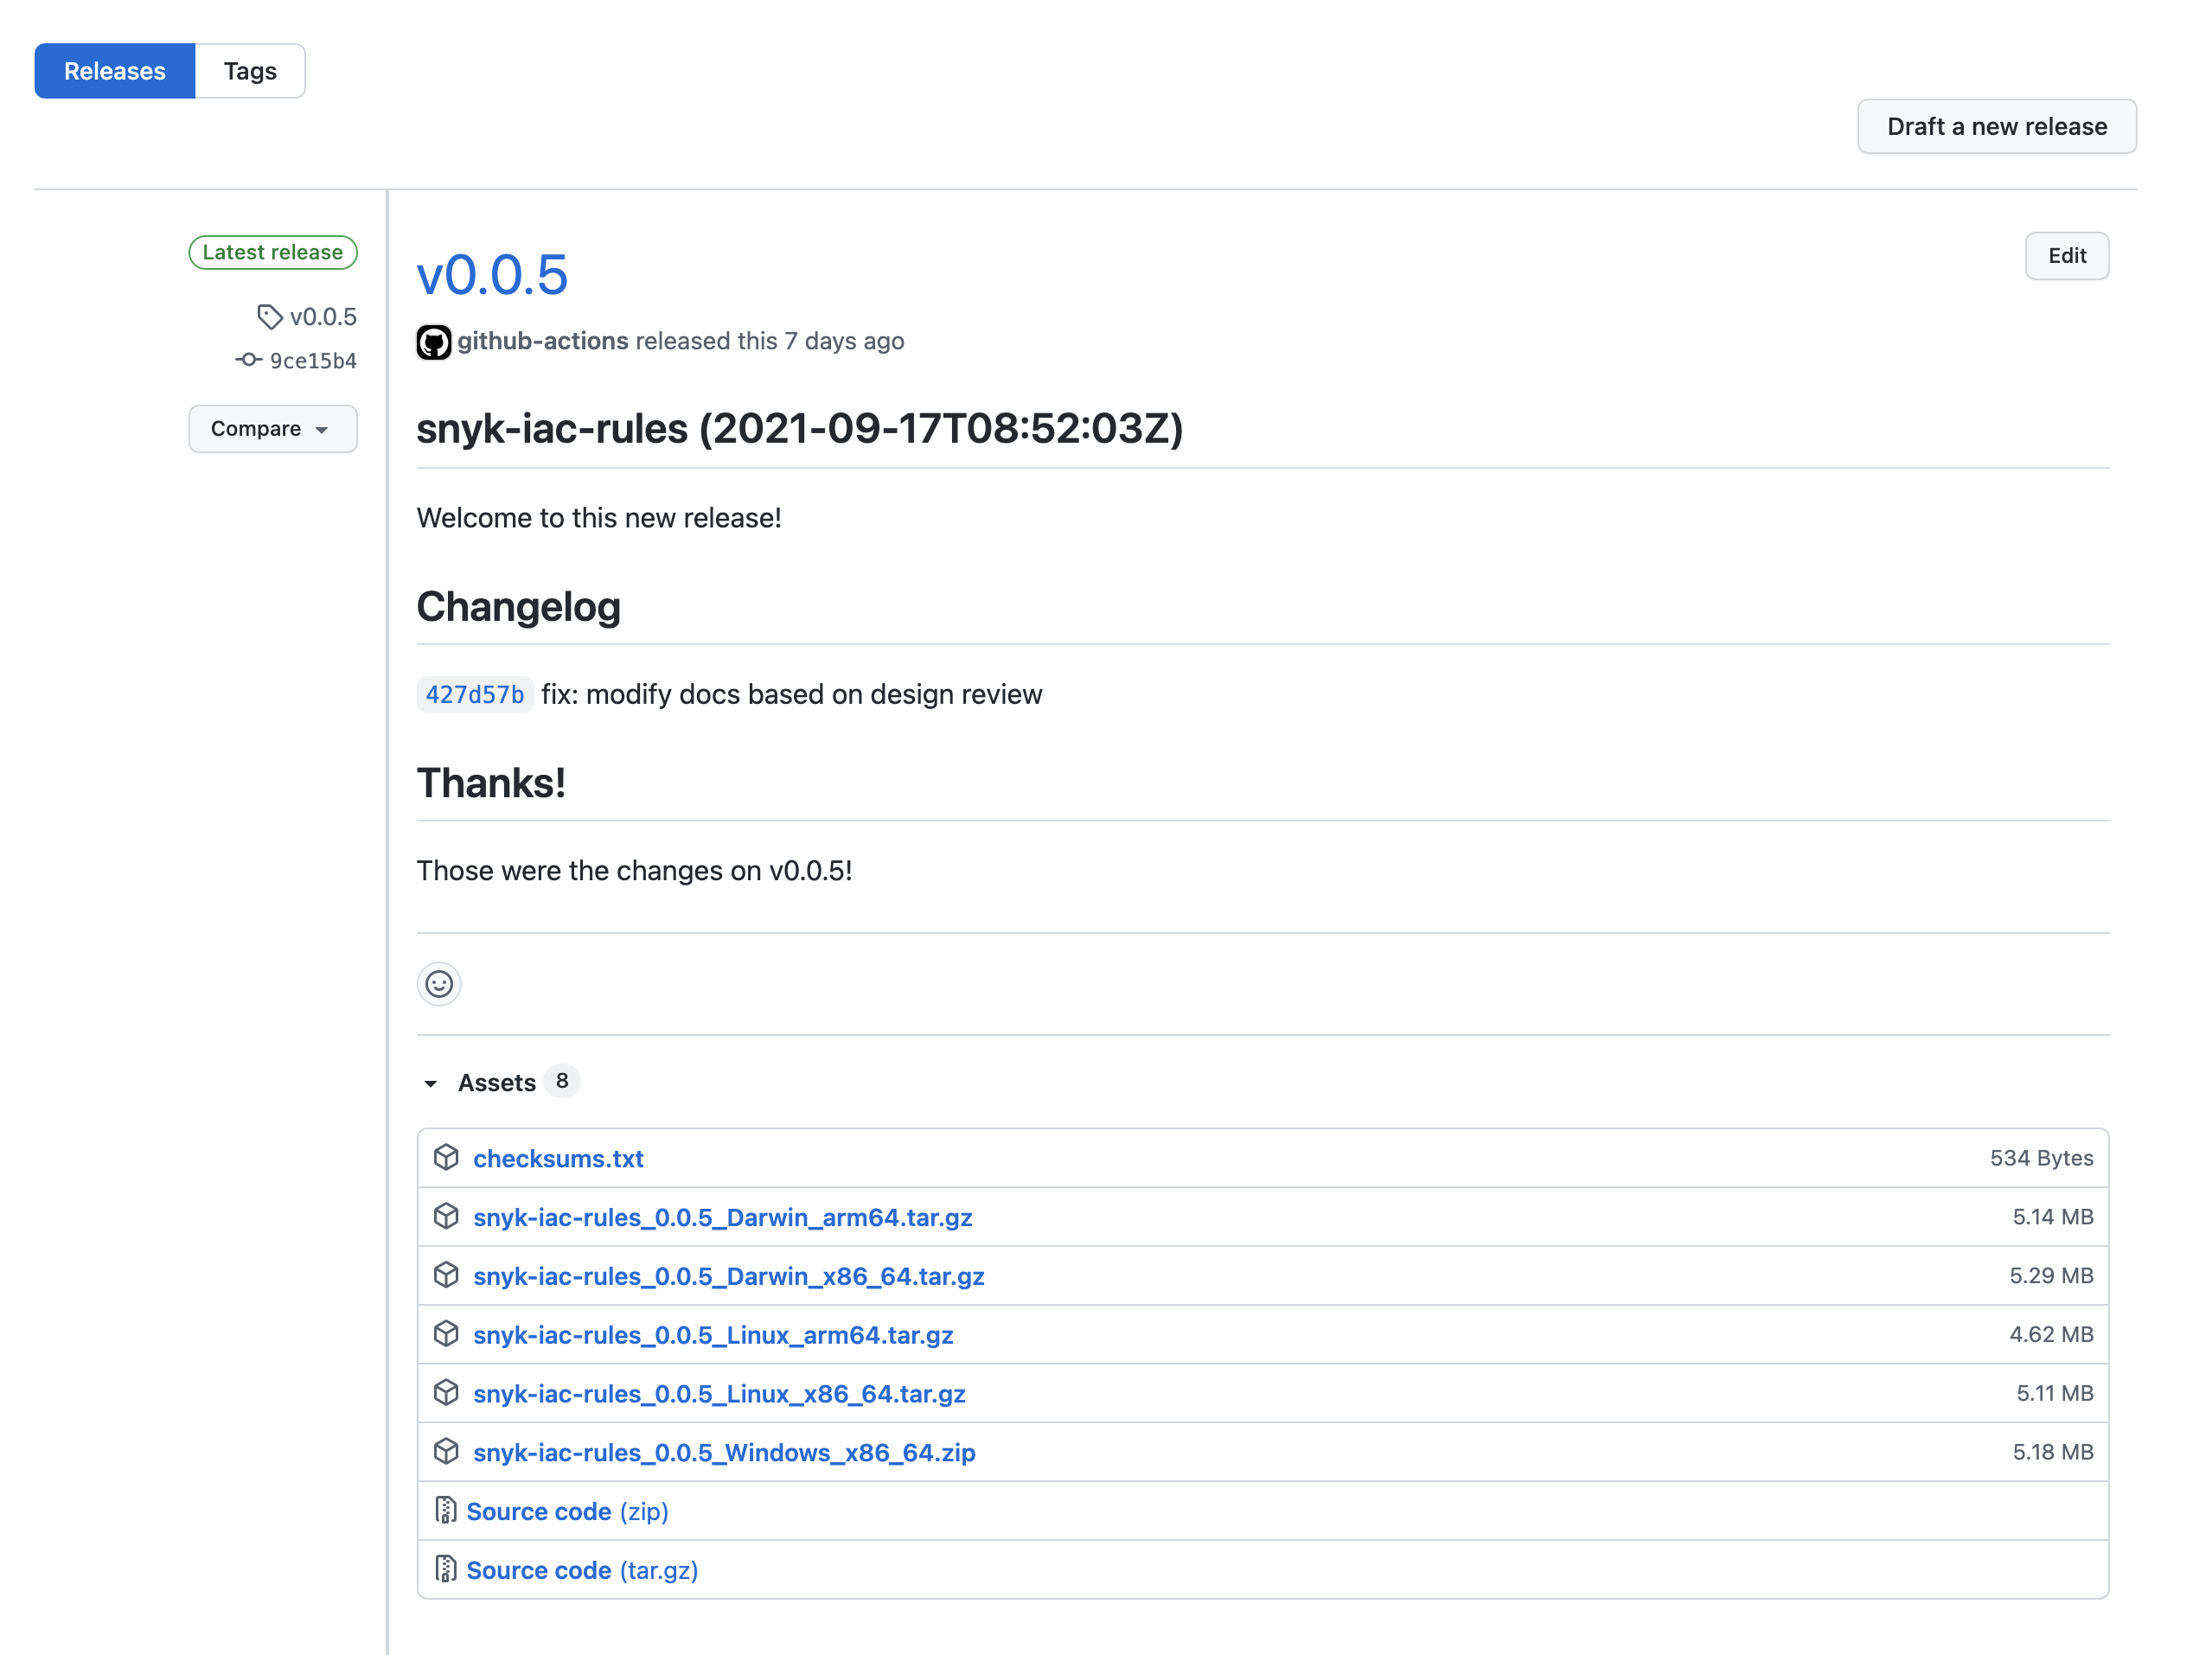 Releases
Tags
Draft a new release
Latest release
v0.0.5
9ce15b4
Compare
v0.0.5
Edit
github-actions released this 7 days ago
snyk-iac-rules (2021-09-17T08:52:03Z)
Welcome to this new release!
Changelog
427d57b fix: modify docs based on design review
Thanks!
Those were the changes on v0.0.5!
Assets 8
checksums.txt 534 Bytes
snyk-iac-rules_0.0.5_Darwin_arm64.tar.gz 5.14 MB
snyk-iac-rules_0.0.5_Darwin_x86_64.tar.gz 5.29 MB
snyk-iac-rules_0.0.5_Linux_arm64.tar.gz 4.62 MB
snyk-iac-rules_0.0.5_Linux_x86_64.tar.gz 5.11 MB
snyk-iac-rules_0.0.5_Windows_x86_64.zip 5.18 MB
Source code (zip)
Source code (tar.gz)